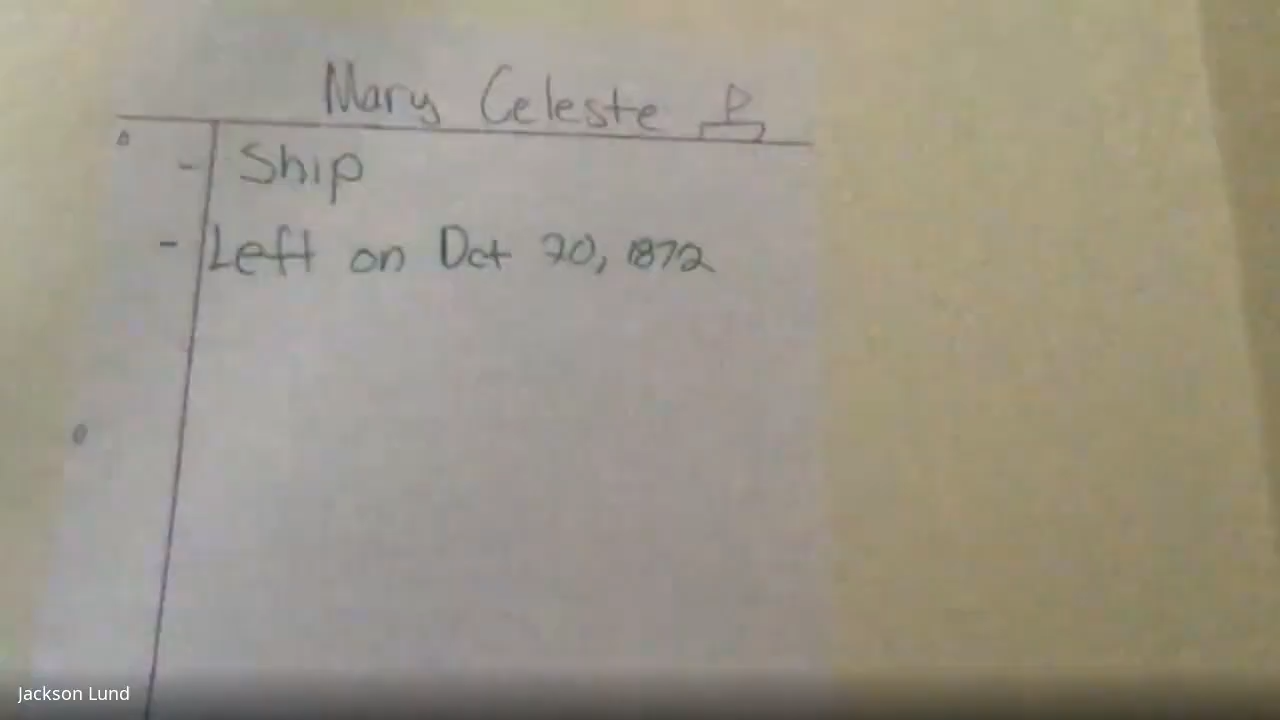 Mary Celeste
- Ship
- Left on Oct 20, 1872
Jackson Lund